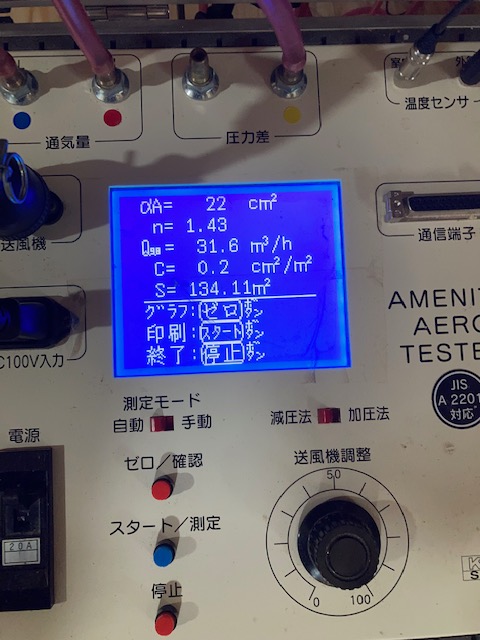 通気量
圧力差
温度センサ
送風機
通信端子
αA= 22 cm²
n= 1.43
Q₉.₈= 31.6 m³/h
C= 0.2 cm²/m²
S= 134.11m²
グラフ:ゼロボタン
印刷:スタートボタン
終了:停止ボタン
C100V入力
AMENIT
AERO
TESTE
JIS
A 2201
対応
測定モード
自動 手動
減圧法 加圧法
電源
ゼロ/確認
送風機調整
50
スタート/測定
20A
停止
0 100